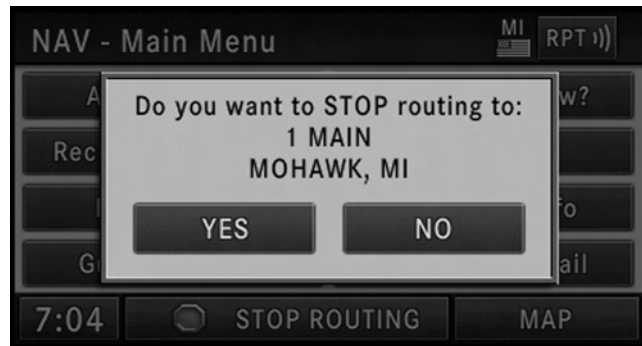 NAV - Main Menu
MI
RPT
Do you want to STOP routing to:
1 MAIN
MOHAWK, MI
YES
NO
Rec
7:04
STOP ROUTING
MAP